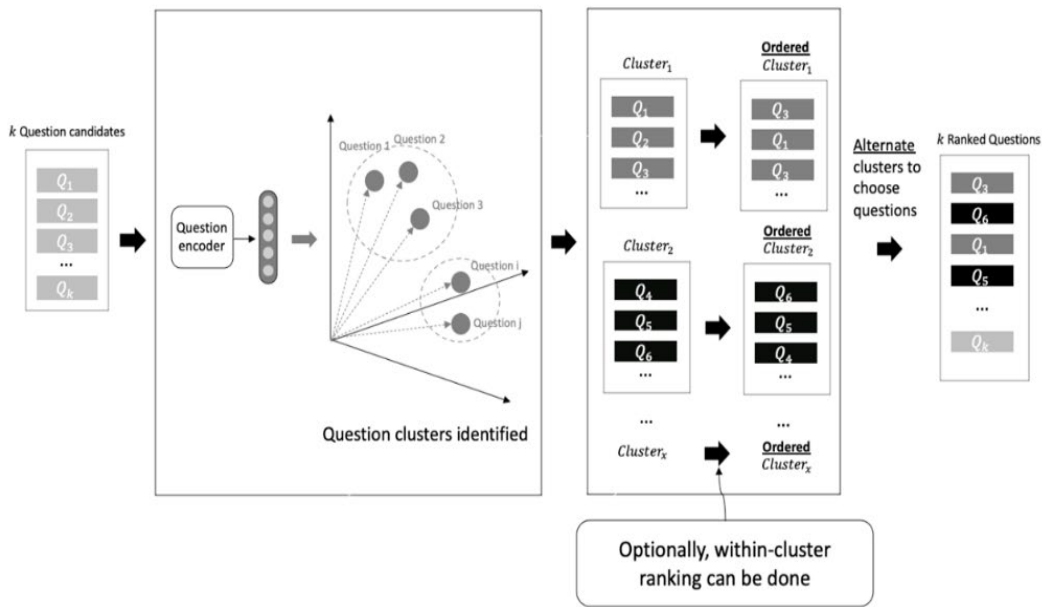 k Question candidates
Q1
Q2
Q3
...
Qk
Question
encoder
Question 1
Question 2
Question 3
Question i
Question j
Question clusters identified
Cluster1
Q1
Q2
Q3
...
Ordered
Cluster1
Q3
Q1
Q3
...
Cluster2
Q4
Q5
Q6
...
Ordered
Cluster2
Q6
Q5
Q4
...
...
...
Clusterx
Ordered
Clusterx
Optionally, within-cluster
ranking can be done
Alternate
clusters to
choose
questions
k Ranked Questions
Q3
Q6
Q1
Q5
...
Qk